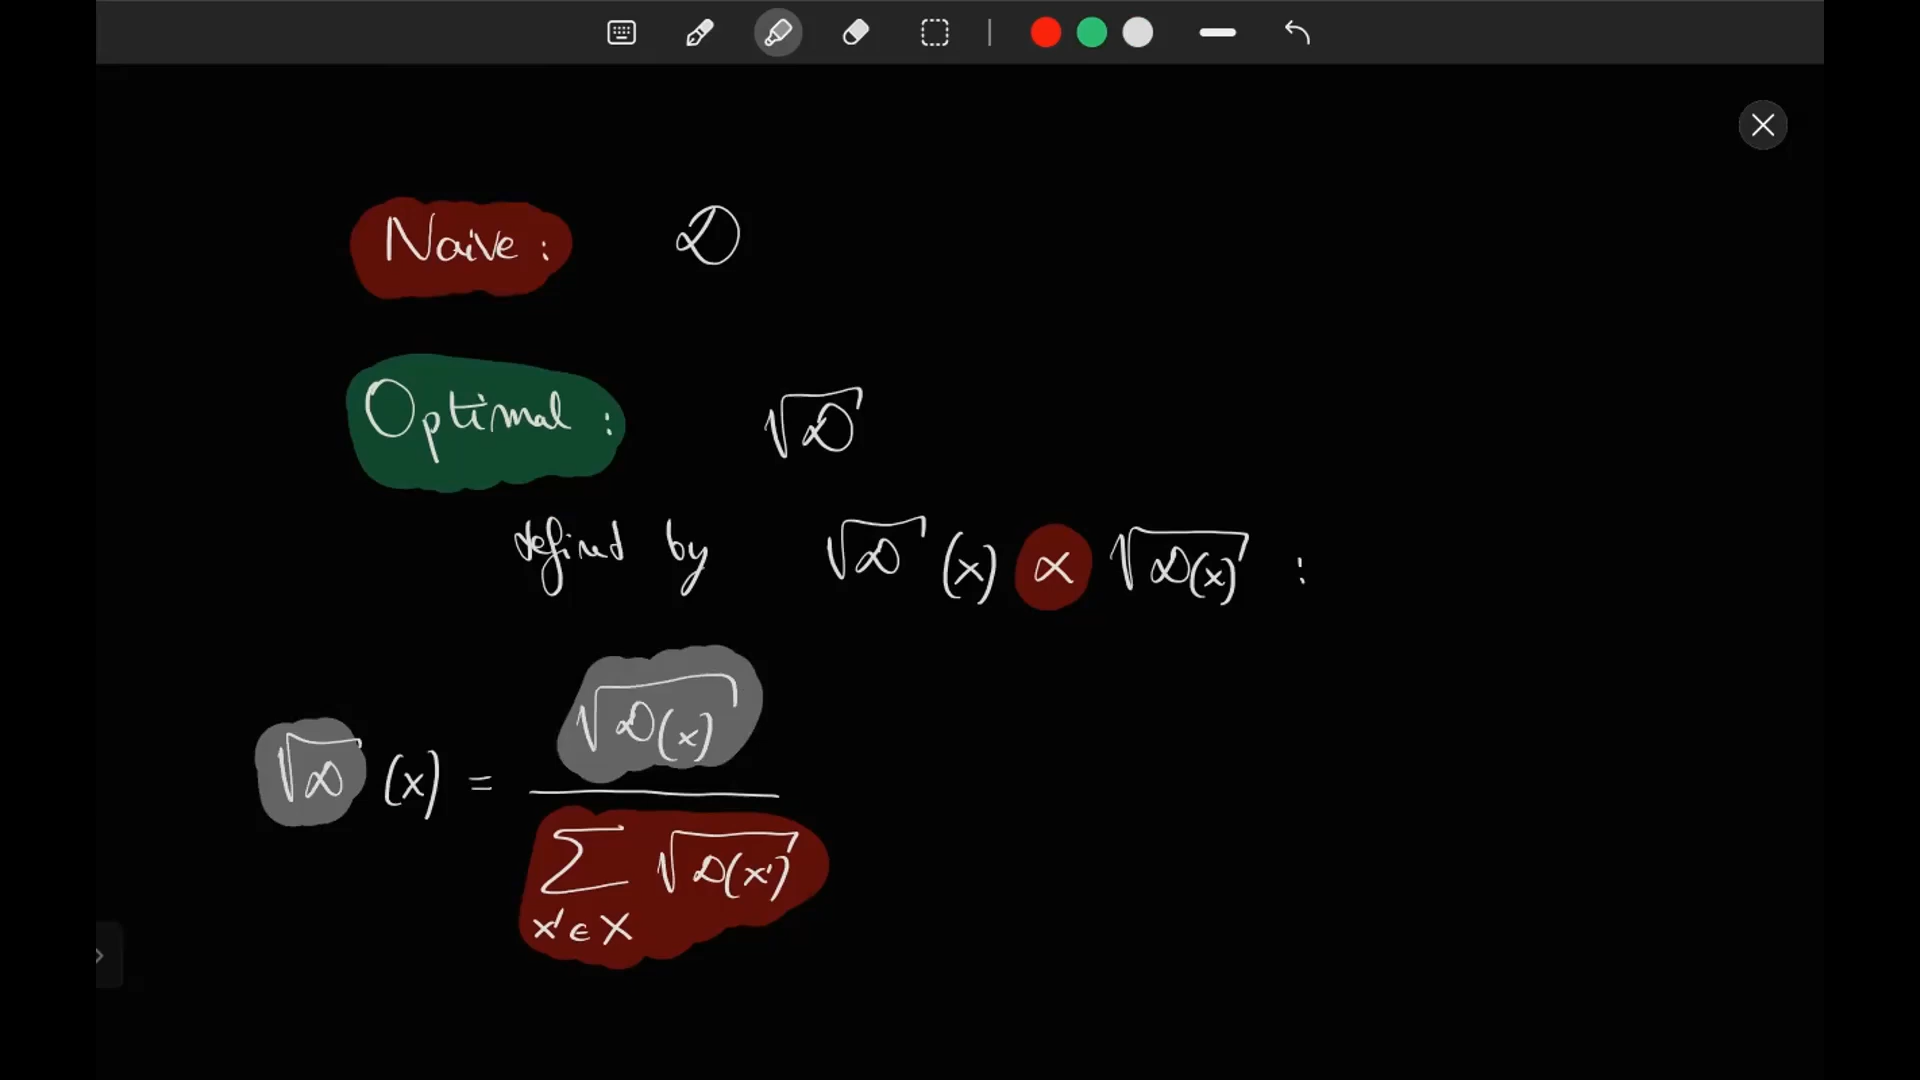 Naive: 𝒟
Optimal: √𝒟
defined by √𝒟 (x) ∝ √𝒟(x) :
√𝒟 (x) = √𝒟(x) / ∑ x'∈X √𝒟(x')